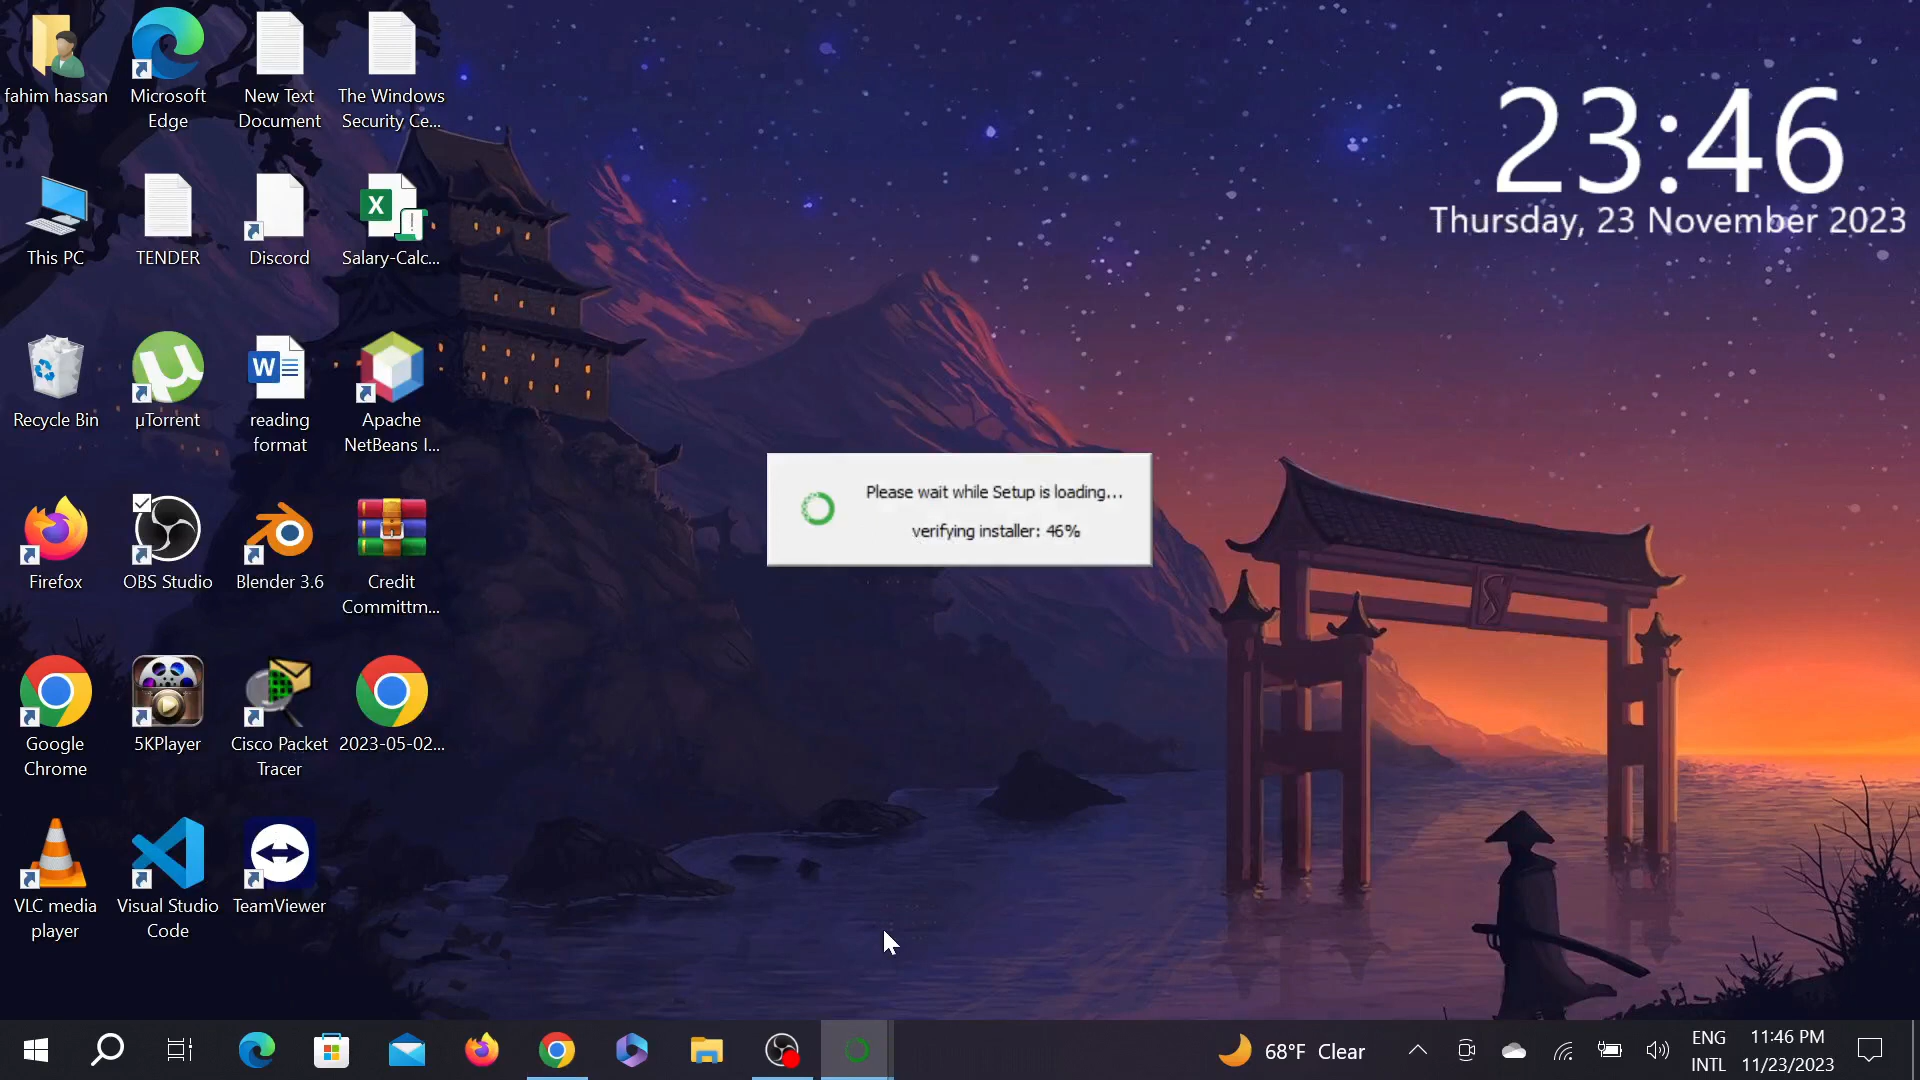 fahim hassan
Microsoft
Edge
New Text
Document
The Windows
Security Ce...
23:46
Thursday, 23 November 2023
This PC
TENDER
Discord
X
Salary-Calc...
Recycle Bin
µTorrent
W
reading
format
Apache
NetBeans I...
Please wait while Setup is loading...
verifying installer: 46%
Firefox
OBS Studio
Blender 3.6
Credit
Committm...
Google
Chrome
5KPlayer
Cisco Packet
Tracer
2023-05-02...
VLC media
player
Visual Studio
Code
TeamViewer
68°F Clear
ENG
INTL
11:46 PM
11/23/2023